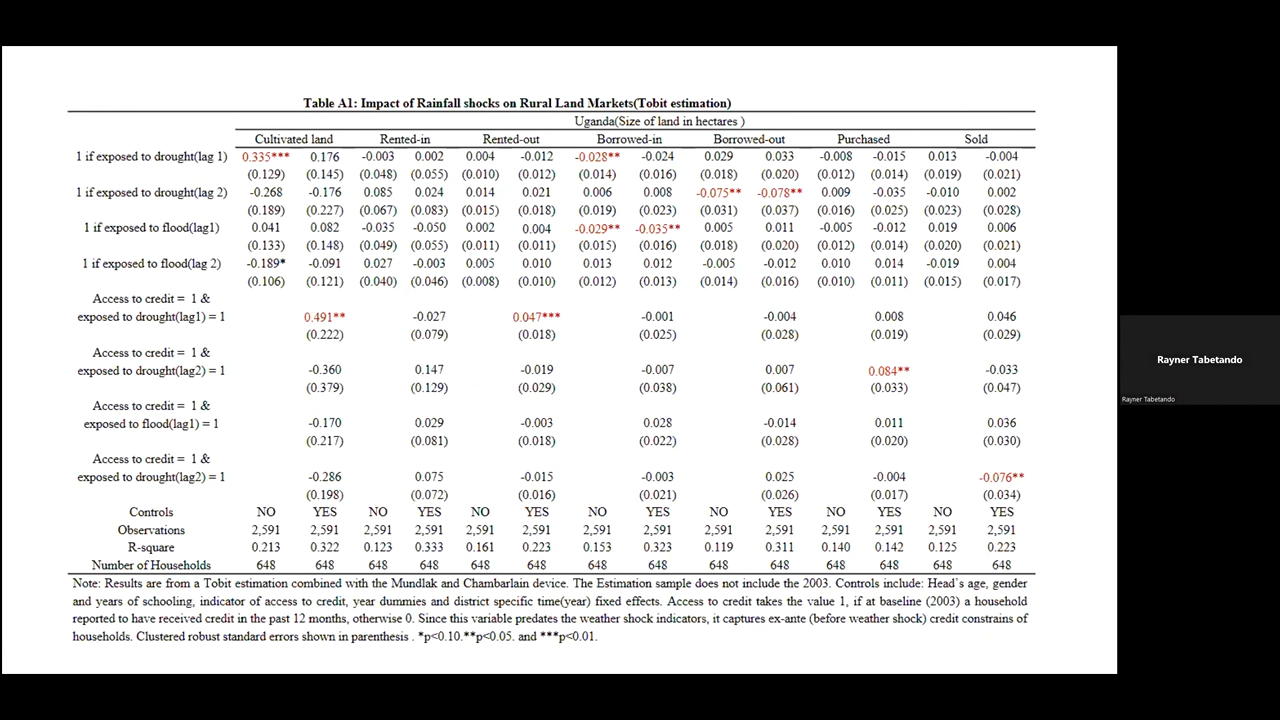 Table A1: Impact of Rainfall shocks on Rural Land Markets(Tobit estimation)
Uganda(Size of land in hectares )
Cultivated land Rented-in Rented-out Borrowed-in Borrowed-out Purchased Sold
1 if exposed to drought(lag 1) 0.335*** 0.176 -0.003 0.002 0.004 -0.012 -0.028** -0.024 0.029 0.033 -0.008 -0.015 0.013 -0.004
(0.129) (0.145) (0.048) (0.055) (0.010) (0.012) (0.014) (0.016) (0.018) (0.020) (0.012) (0.014) (0.019) (0.021)
1 if exposed to drought(lag 2) -0.268 -0.176 0.085 0.024 0.014 0.021 0.006 0.008 -0.075** -0.078** 0.009 -0.035 -0.010 0.002
(0.189) (0.227) (0.067) (0.083) (0.015) (0.018) (0.019) (0.023) (0.031) (0.037) (0.016) (0.025) (0.023) (0.028)
1 if exposed to flood(lag1) 0.041 0.082 -0.035 -0.050 0.002 0.004 -0.029** -0.035** 0.005 0.011 -0.005 -0.012 0.019 0.006
(0.133) (0.148) (0.049) (0.055) (0.011) (0.011) (0.015) (0.016) (0.018) (0.020) (0.012) (0.014) (0.020) (0.021)
1 if exposed to flood(lag 2) -0.189* -0.091 0.027 -0.003 0.005 0.010 0.013 0.012 -0.005 -0.012 0.010 0.014 -0.019 0.004
(0.106) (0.121) (0.040) (0.046) (0.008) (0.010) (0.012) (0.013) (0.014) (0.016) (0.010) (0.011) (0.015) (0.017)
Access to credit = 1 &
exposed to drought(lag1) = 1 0.491** -0.027 0.047*** -0.001 -0.004 0.008 0.046
(0.222) (0.079) (0.018) (0.025) (0.028) (0.019) (0.029)
Access to credit = 1 &
exposed to drought(lag2) = 1 -0.360 0.147 -0.019 -0.007 0.007 0.084** -0.033
(0.379) (0.129) (0.029) (0.038) (0.061) (0.033) (0.047)
Access to credit = 1 &
exposed to flood(lag1) = 1 -0.170 0.029 -0.003 0.028 -0.014 0.011 0.036
(0.217) (0.081) (0.018) (0.022) (0.028) (0.020) (0.030)
Access to credit = 1 &
exposed to drought(lag2) = 1 -0.286 0.075 -0.015 -0.003 0.025 -0.004 -0.076**
(0.198) (0.072) (0.016) (0.021) (0.026) (0.017) (0.034)
Controls NO YES NO YES NO YES NO YES NO YES NO YES NO YES
Observations 2,591 2,591 2,591 2,591 2,591 2,591 2,591 2,591 2,591 2,591 2,591 2,591 2,591 2,591
R-square 0.213 0.322 0.123 0.333 0.161 0.223 0.153 0.323 0.119 0.311 0.140 0.142 0.125 0.223
Number of Households 648 648 648 648 648 648 648 648 648 648 648 648 648 648
Note: Results are from a Tobit estimation combined with the Mundlak and Chambarlain device. The Estimation sample does not include the 2003. Controls include: Head`s age, gender
and years of schooling, indicator of access to credit, year dummies and district specific time(year) fixed effects. Access to credit takes the value 1, if at baseline (2003) a household
reported to have received credit in the past 12 months, otherwise 0. Since this variable predates the weather shock indicators, it captures ex-ante (before weather shock) credit constrains of
households. Clustered robust standard errors shown in parenthesis . *p<0.10.**p<0.05. and ***p<0.01.
Rayner Tabetando
Rayner Tabetando